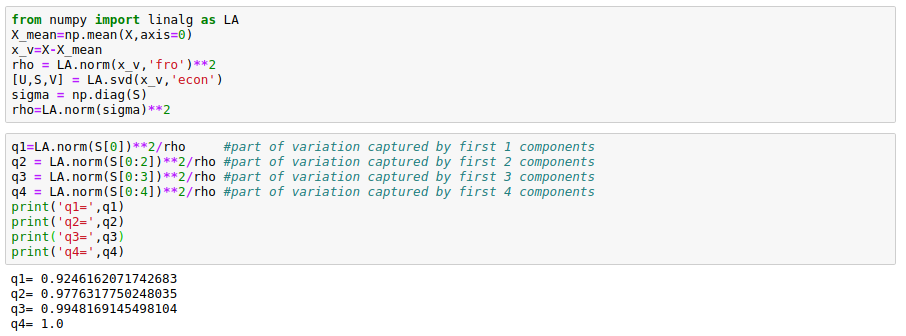 from numpy import linalg as LA
X_mean=np.mean(X,axis=0)
x_v=X-X_mean
rho = LA.norm(x_v,'fro')**2
[U,S,V] = LA.svd(x_v,'econ')
sigma = np.diag(S)
rho=LA.norm(sigma)**2
q1=LA.norm(S[0])**2/rho     #part of variation captured by first 1 components
q2 = LA.norm(S[0:2])**2/rho #part of variation captured by first 2 components
q3 = LA.norm(S[0:3])**2/rho #part of variation captured by first 3 components
q4 = LA.norm(S[0:4])**2/rho #part of variation captured by first 4 components
print('q1=',q1)
print('q2=',q2)
print('q3=',q3)
print('q4=',q4)
q1= 0.9246162071742683
q2= 0.9776317750248035
q3= 0.9948169145498104
q4= 1.0